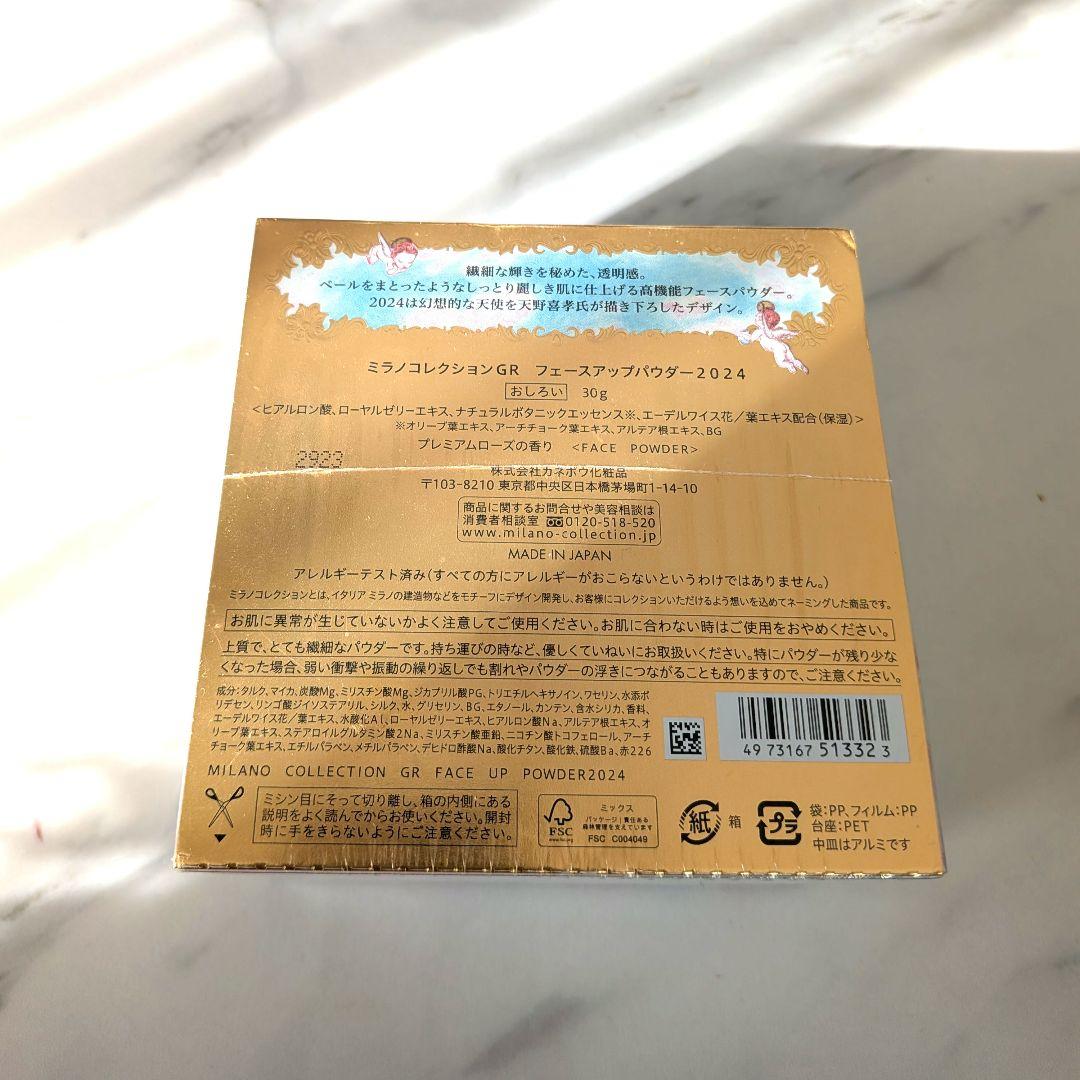 繊細な輝きを秘めた、透明感。
ベールをまとったようなしっとり麗しき肌に仕上げる高機能フェースパウダー。
2024は幻想的な天使を天野喜孝氏が描き下ろしたデザイン。
ミラノコレクションGR　フェースアップパウダー2024
おしろい　30g
<ヒアルロン酸、ローヤルゼリーエキス、ナチュラルボタニックエッセンス※、エーデルワイス花／葉エキス配合（保湿）>
※オリーブ葉エキス、アーチチョーク葉エキス、アルテア根エキス、BG
プレミアムローズの香り　<FACE POWDER>
2923
株式会社カネボウ化粧品
〒103-8210 東京都中央区日本橋茅場町1-14-10
商品に関するお問合せや美容相談は
消費者相談室 0120-518-520
www.milano-collection.jp
MADE IN JAPAN
アレルギーテスト済み（すべての方にアレルギーがおこらないというわけではありません。）
ミラノコレクションとは、イタリア ミラノの建造物などをモチーフにデザイン開発し、お客様にコレクションいただけるよう想いを込めてネーミングした商品です。
お肌に異常が生じていないかよく注意してご使用ください。お肌に合わない時はご使用をおやめください。
上質で、とても繊細なパウダーです。持ち運びの時など、優しくていねいにお取扱いください。特にパウダーが残り少な
くなった場合、弱い衝撃や振動の繰り返しでも割れやパウダーの浮きにつながることもありますので、ご注意ください。
成分：タルク、マイカ、炭酸Mg、ミリスチン酸Mg、ジカプリル酸PG、トリエチルヘキサノイン、ワセリン、水添ポ
リデセン、リンゴ酸ジイソステアリル、シルク、水、グリセリン、BG、エタノール、カンテン、含水シリカ、香料、
エーデルワイス花／葉エキス、水酸化Al、ローヤルゼリーエキス、ヒアルロン酸Na、アルテア根エキス、オ
リーブ葉エキス、ステアロイルグルタミン酸2Na、ミリスチン酸亜鉛、ニコチン酸トコフェロール、アーチ
チョーク葉エキス、エチルパラベン、メチルパラベン、デヒドロ酢酸Na、酸化チタン、酸化鉄、硫酸Ba、赤226
4973167513323
MILANO COLLECTION GR FACE UP POWDER2024
ミシン目にそって切り離し、箱の内側にある
説明をよく読んでからお使いください。開封
時に手をきらないようにご注意ください。
FSC
www.fsc.org
ミックス
パッケージ｜責任ある
森林管理を支えています
FSC C004049
紙 箱
プラ
袋：PP、フィルム：PP
台座：PET
中皿はアルミです